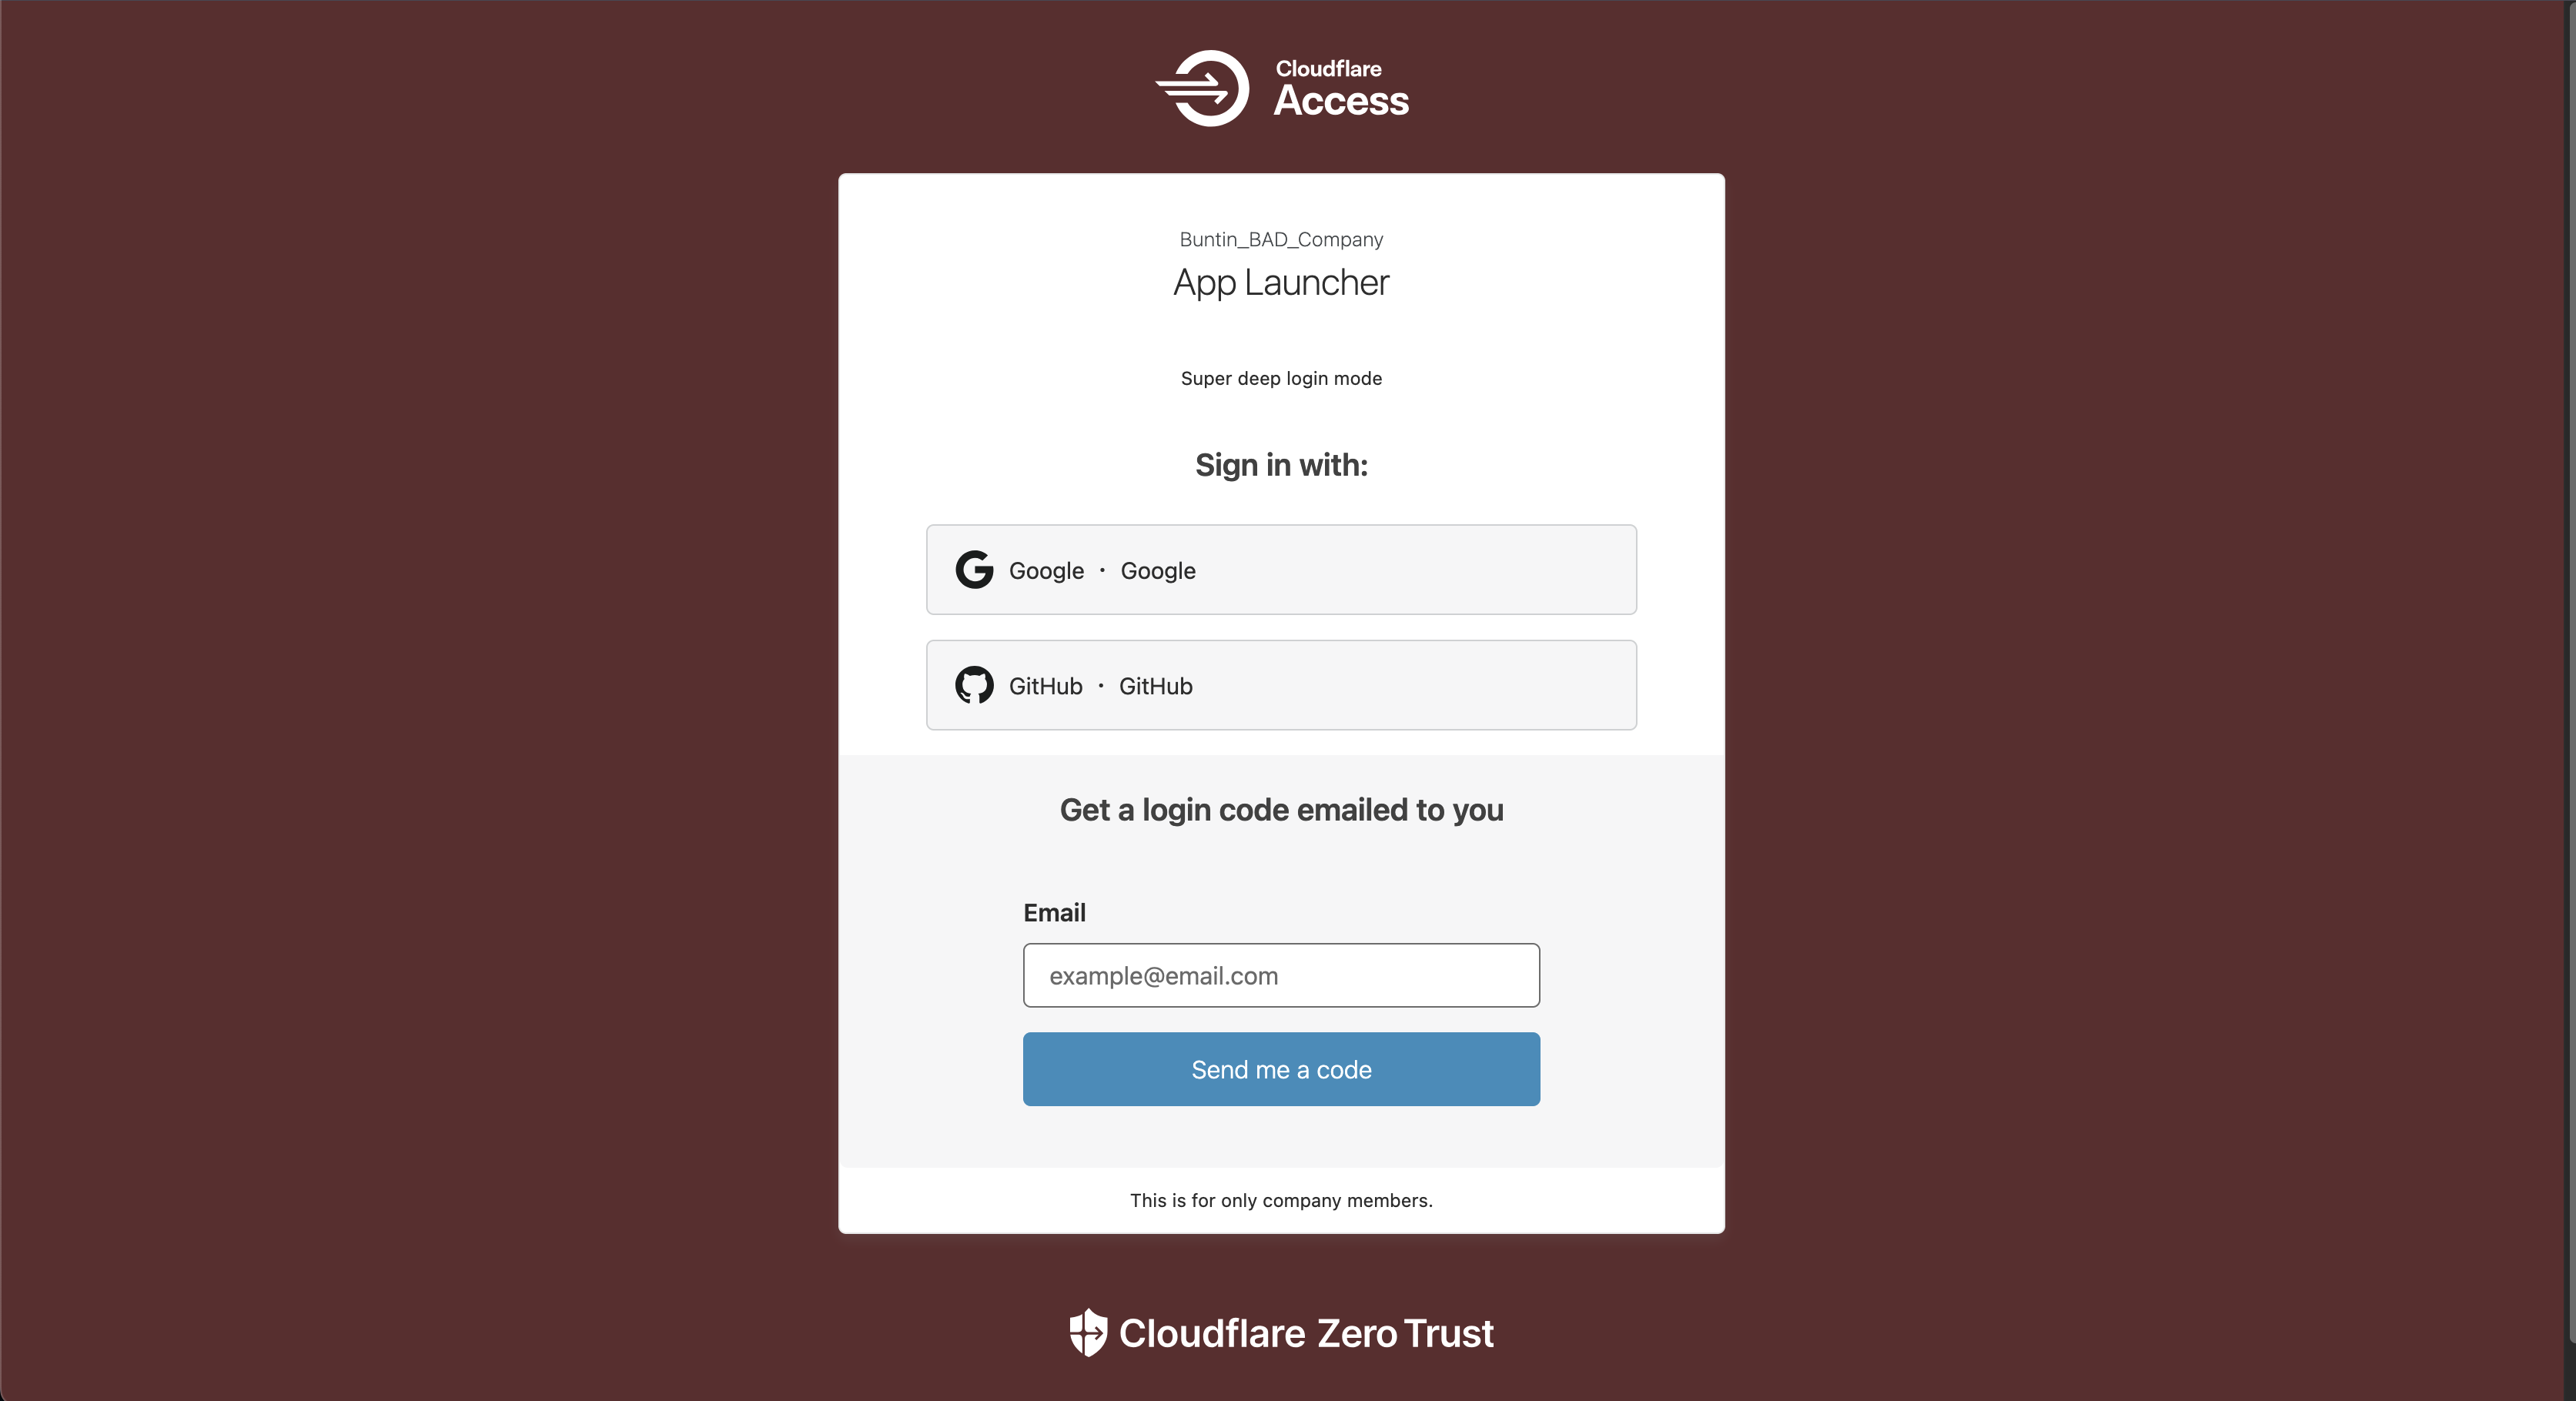 Cloudflare
Access
Buntin_BAD_Company
App Launcher
Super deep login mode
Sign in with:
Google · Google
GitHub · GitHub
Get a login code emailed to you
Email
example@email.com
Send me a code
This is for only company members.
Cloudflare Zero Trust